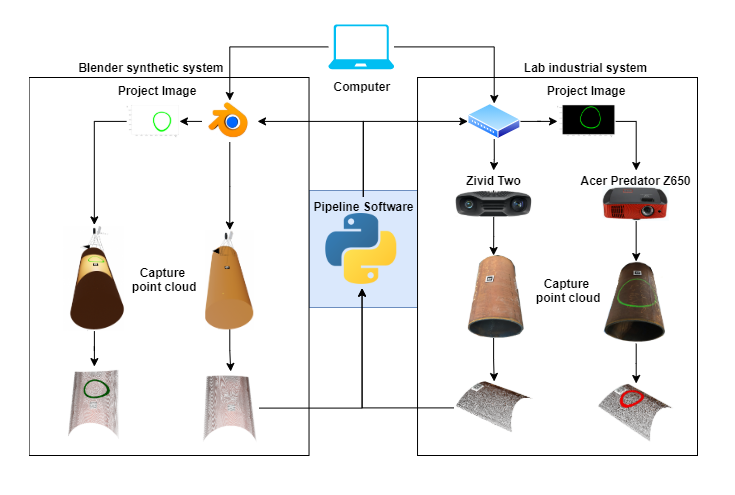 Computer
Blender synthetic system
Lab industrial system
Project Image
Project Image
Zivid Two
Acer Predator Z650
Pipeline Software
Capture
point cloud
Capture
point cloud